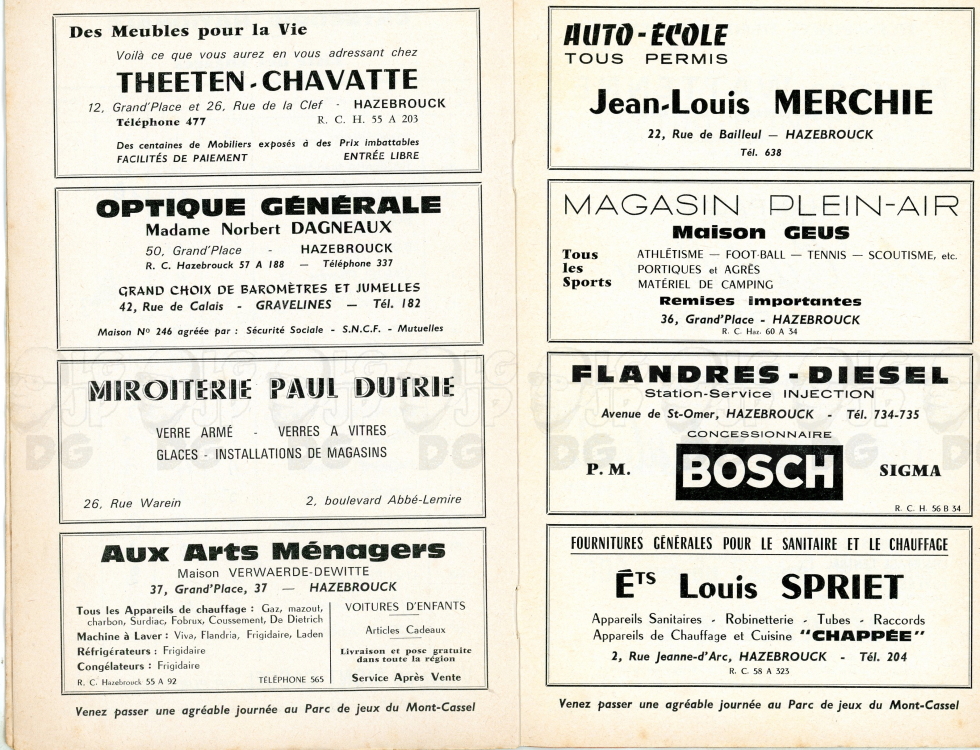 Des Meubles pour la Vie
Voilà ce que vous aurez en vous adressant chez
THEETEN-CHAVATTE
12, Grand'Place et 26, Rue de la Clef - HAZEBROUCK
Téléphone 477 R. C. H. 55 A 203
Des centaines de Mobiliers exposés à des Prix imbattables
FACILITÉS DE PAIEMENT ENTRÉE LIBRE
OPTIQUE GÉNÉRALE
Madame Norbert DAGNEAUX
50, Grand'Place - HAZEBROUCK
R. C. Hazebrouck 57 A 188 — Téléphone 337
GRAND CHOIX DE BAROMÈTRES ET JUMELLES
42, Rue de Calais - GRAVELINES — Tél. 182
Maison Nº 246 agréée par : Sécurité Sociale - S.N.C.F. - Mutuelles
MIROITERIE PAUL DUTRIE
VERRE ARMÉ - VERRES A VITRES
GLACES - INSTALLATIONS DE MAGASINS
26, Rue Warein 2, boulevard Abbé-Lemire
Aux Arts Ménagers
Maison VERWAERDE-DEWITTE
37, Grand'Place, 37 — HAZEBROUCK
Tous les Appareils de chauffage : Gaz, mazout,
charbon, Surdiac, Fobrux, Coussement, De Dietrich
Machine à Laver : Viva, Flandria, Frigidaire, Laden
Réfrigérateurs : Frigidaire
Congélateurs : Frigidaire
R. C. Hazebrouck 55 A 92 TÉLÉPHONE 565
VOITURES D'ENFANTS
Articles Cadeaux
Livraison et pose gratuite
dans toute la région
Service Après Vente
Venez passer une agréable journée au Parc de jeux du Mont-Cassel
AUTO-ÉCOLE
TOUS PERMIS
Jean-Louis MERCHIE
22, Rue de Bailleul — HAZEBROUCK
Tél. 638
MAGASIN PLEIN-AIR
Maison GEUS
Tous
les
Sports
ATHLÉTISME — FOOT-BALL — TENNIS — SCOUTISME, etc.
PORTIQUES et AGRÈS
MATÉRIEL DE CAMPING
Remises importantes
36, Grand'Place - HAZEBROUCK
R. C. Haz. 60 A 34
FLANDRES-DIESEL
Station-Service INJECTION
Avenue de St-Omer, HAZEBROUCK - Tél. 734-735
CONCESSIONNAIRE
P. M. BOSCH SIGMA
R. C. H. 56 B 34
FOURNITURES GÉNÉRALES POUR LE SANITAIRE ET LE CHAUFFAGE
ÉTS Louis SPRIET
Appareils Sanitaires - Robinetterie - Tubes - Raccords
Appareils de Chauffage et Cuisine "CHAPPÉE"
2, Rue Jeanne-d'Arc, HAZEBROUCK - Tél. 204
R. C. 58 A 323
Venez passer une agréable journée au Parc de jeux du Mont-Cassel